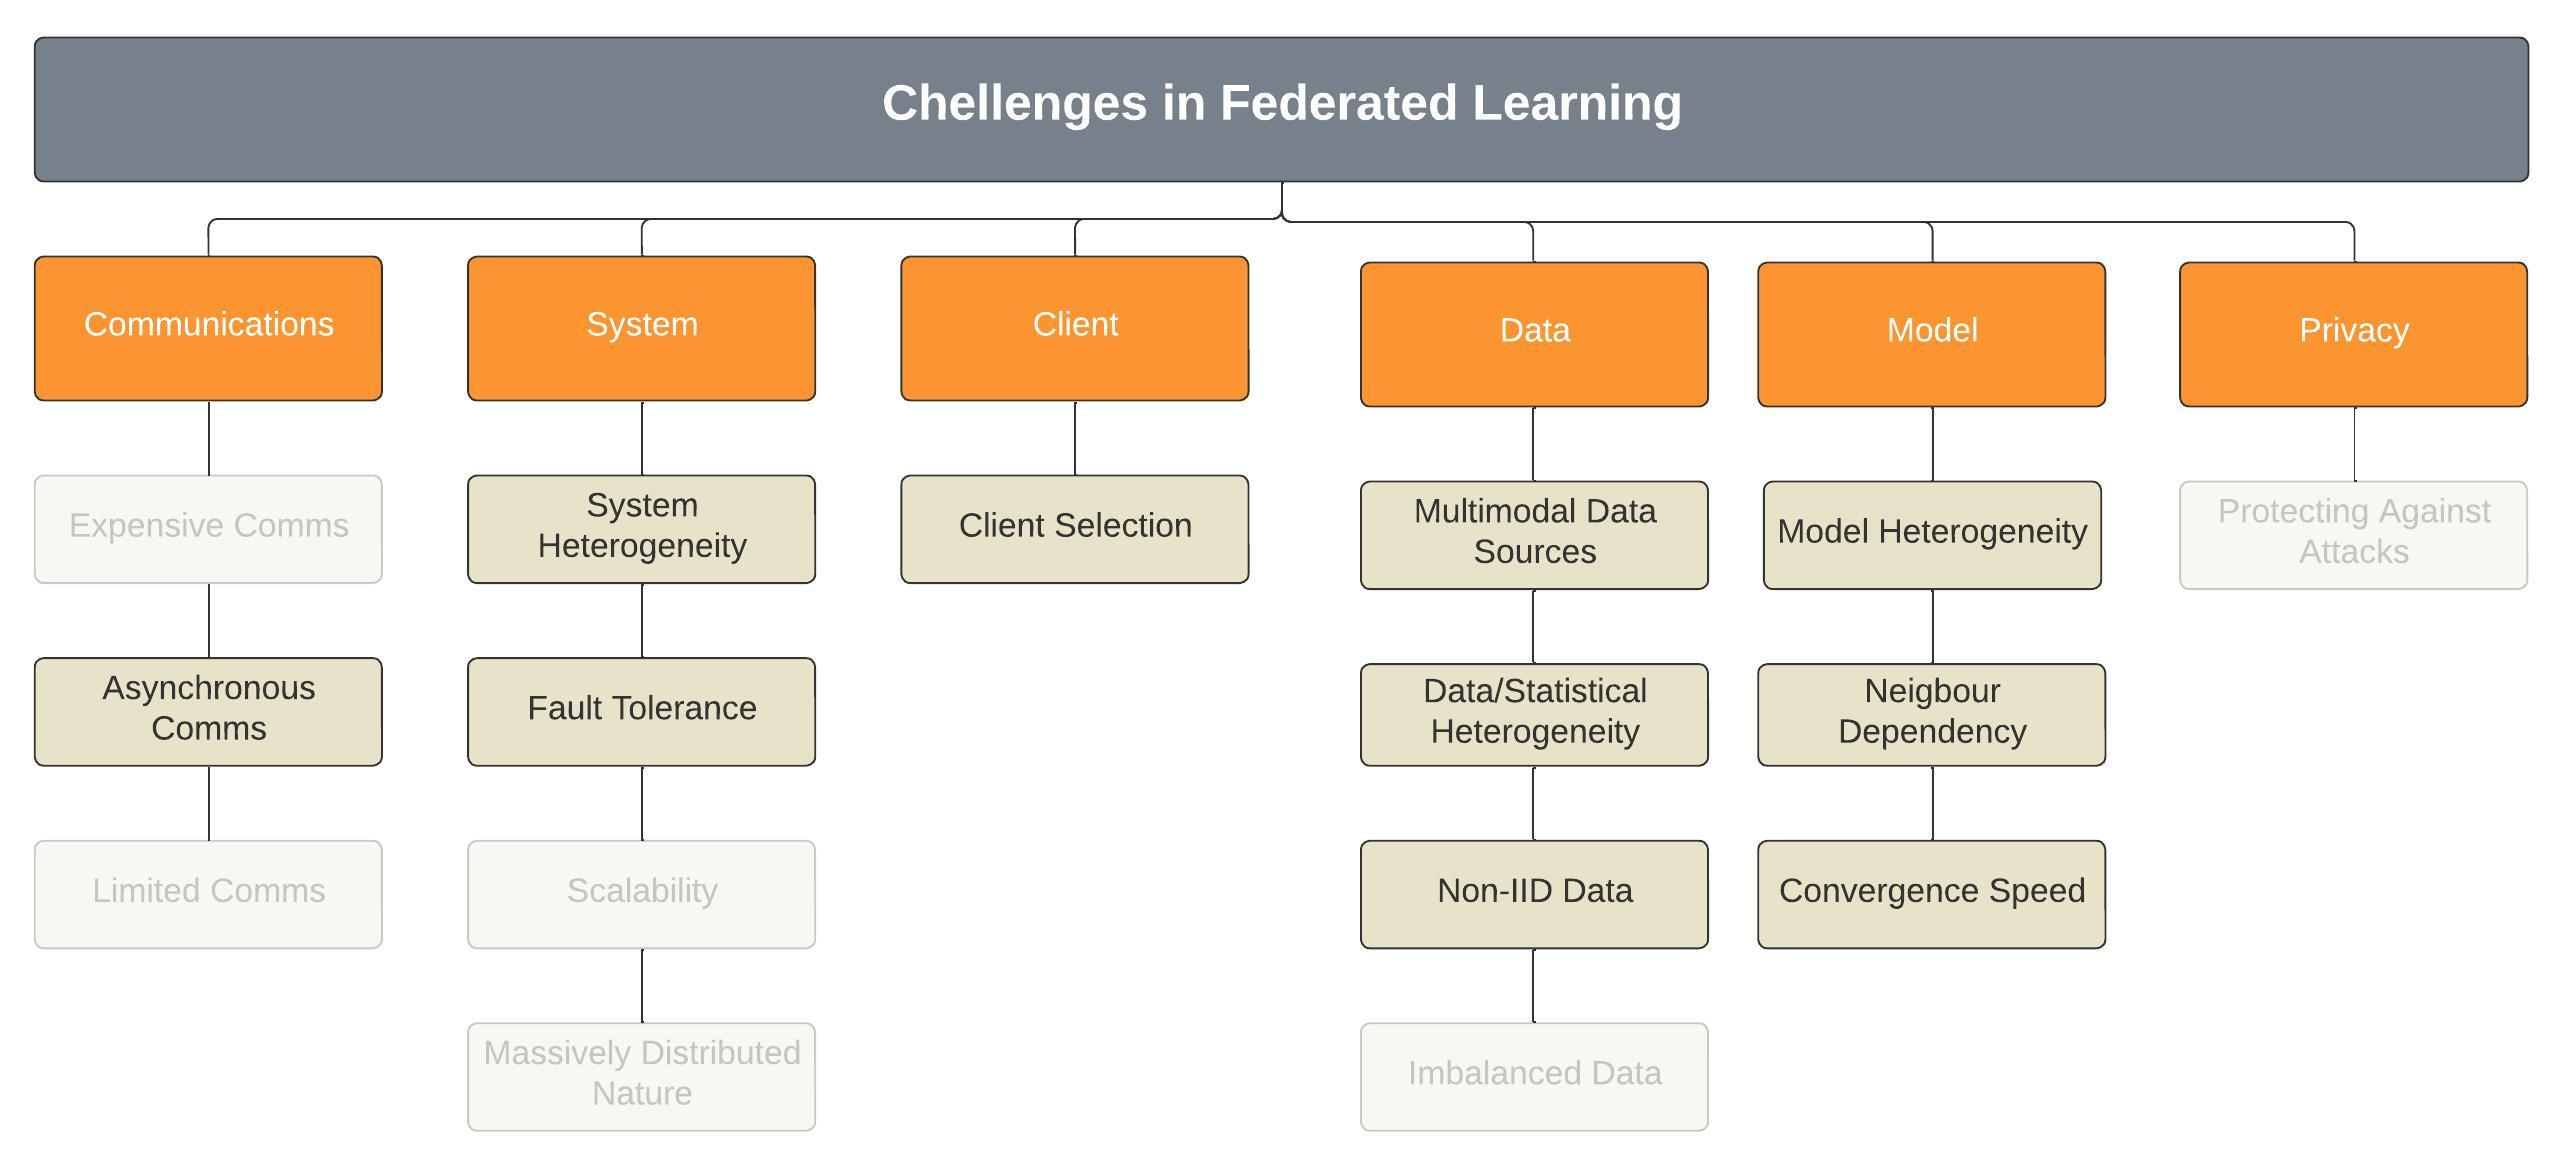 Chellenges in Federated Learning
Communications
System
Client
Data
Model
Privacy
Expensive Comms
System
Heterogeneity
Client Selection
Multimodal Data
Sources
Model Heterogeneity
Protecting Against
Attacks
Asynchronous
Comms
Fault Tolerance
Data/Statistical
Heterogeneity
Neigbour
Dependency
Limited Comms
Scalability
Non-IID Data
Convergence Speed
Massively Distributed
Nature
Imbalanced Data